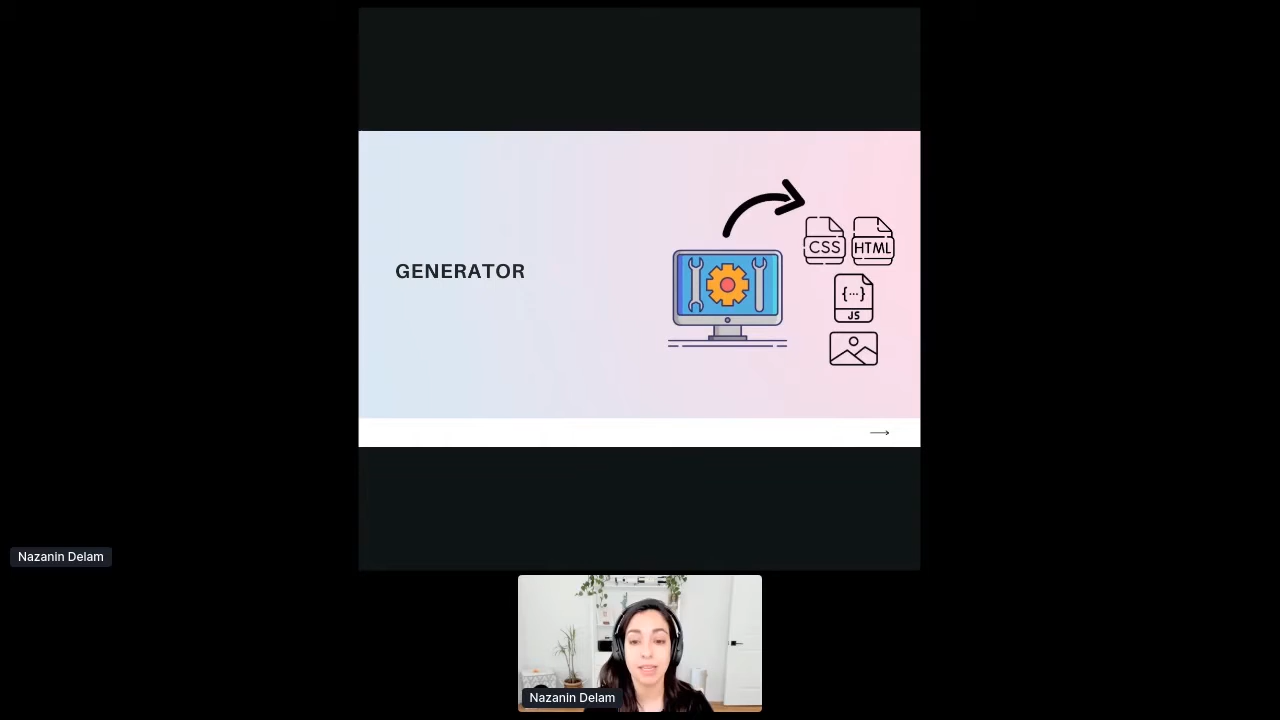 GENERATOR
CSS
HTML
{...}
JS
Nazanin Delam
Nazanin Delam